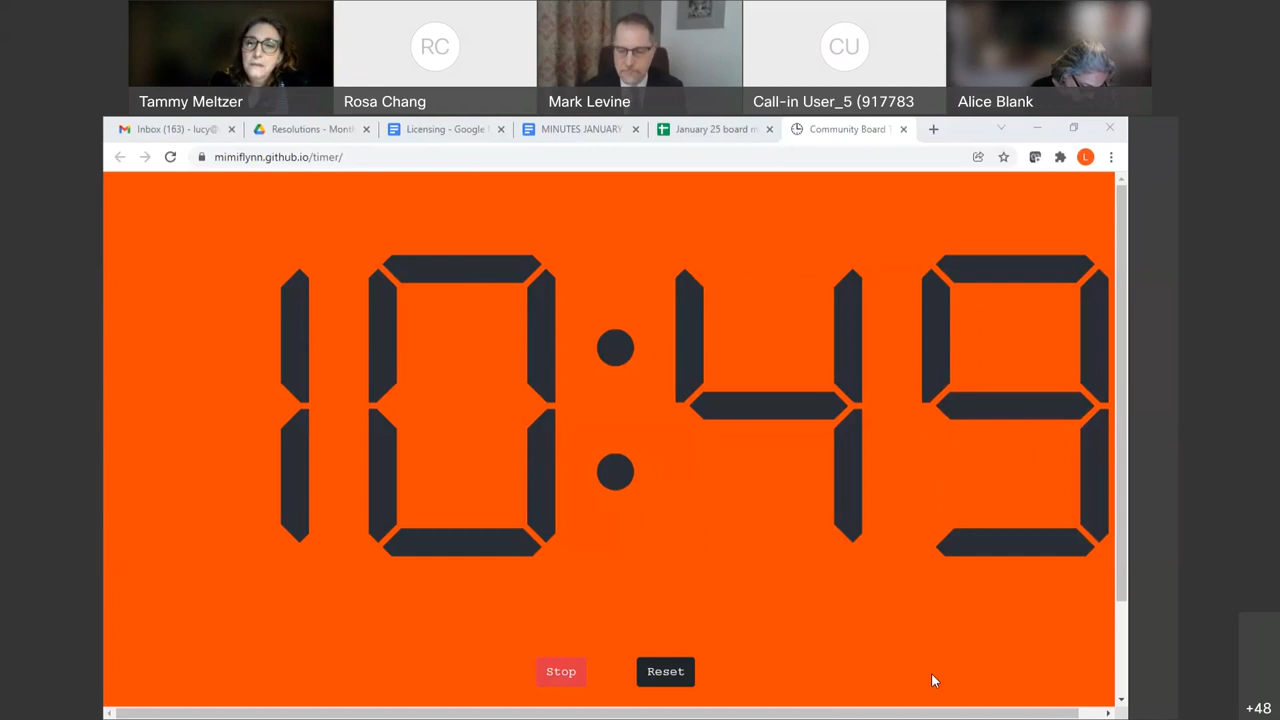 RC
CU
Tammy Meltzer
Rosa Chang
Mark Levine
Call-in User_5 (917783
Alice Blank
Inbox (163) - lucy@
Resolutions - Mont
Licensing - Google
MINUTES JANUARY
January 25 board m
Community Board T
mimiflynn.github.io/timer/
L
10:49
Stop
Reset
+48